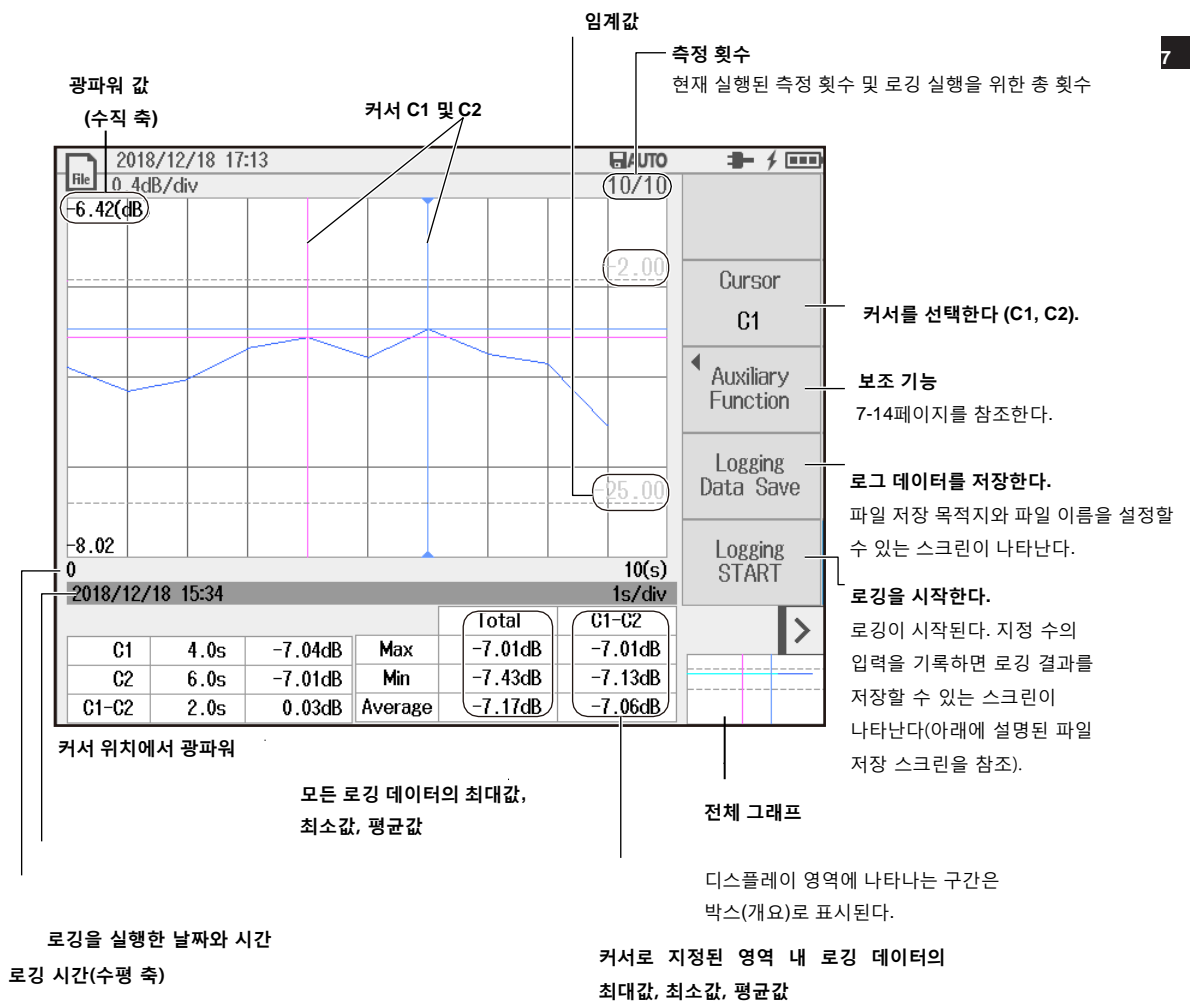 임계값
측정 횟수
현재 실행된 측정 횟수 및 로깅 실행을 위한 총 횟수
7
광파워 값
(수직 축)
커서 C1 및 C2
2018/12/18 17:13
AUTO
File
0.4dB/div
10/10
-6.42(dB)
-2.00
-25.00
-8.02
0
10(s)
2018/12/18 15:34
1s/div
Cursor
C1
Auxiliary
Function
Logging
Data Save
Logging
START
커서를 선택한다 (C1, C2).
보조 기능
7-14페이지를 참조한다.
로그 데이터를 저장한다.
파일 저장 목적지와 파일 이름을 설정할
수 있는 스크린이 나타난다.
로깅을 시작한다.
로깅이 시작된다. 지정 수의
입력을 기록하면 로깅 결과를
저장할 수 있는 스크린이
나타난다(아래에 설명된 파일
저장 스크린을 참조).
Total C1-C2
C1 4.0s -7.04dB Max -7.01dB -7.01dB
C2 6.0s -7.01dB Min -7.43dB -7.13dB
C1-C2 2.0s 0.03dB Average -7.17dB -7.06dB
커서 위치에서 광파워
모든 로깅 데이터의 최대값,
최소값, 평균값
전체 그래프
디스플레이 영역에 나타나는 구간은
박스(개요)로 표시된다.
로깅을 실행한 날짜와 시간
로깅 시간(수평 축)
커서로 지정된 영역 내 로깅 데이터의
최대값, 최소값, 평균값